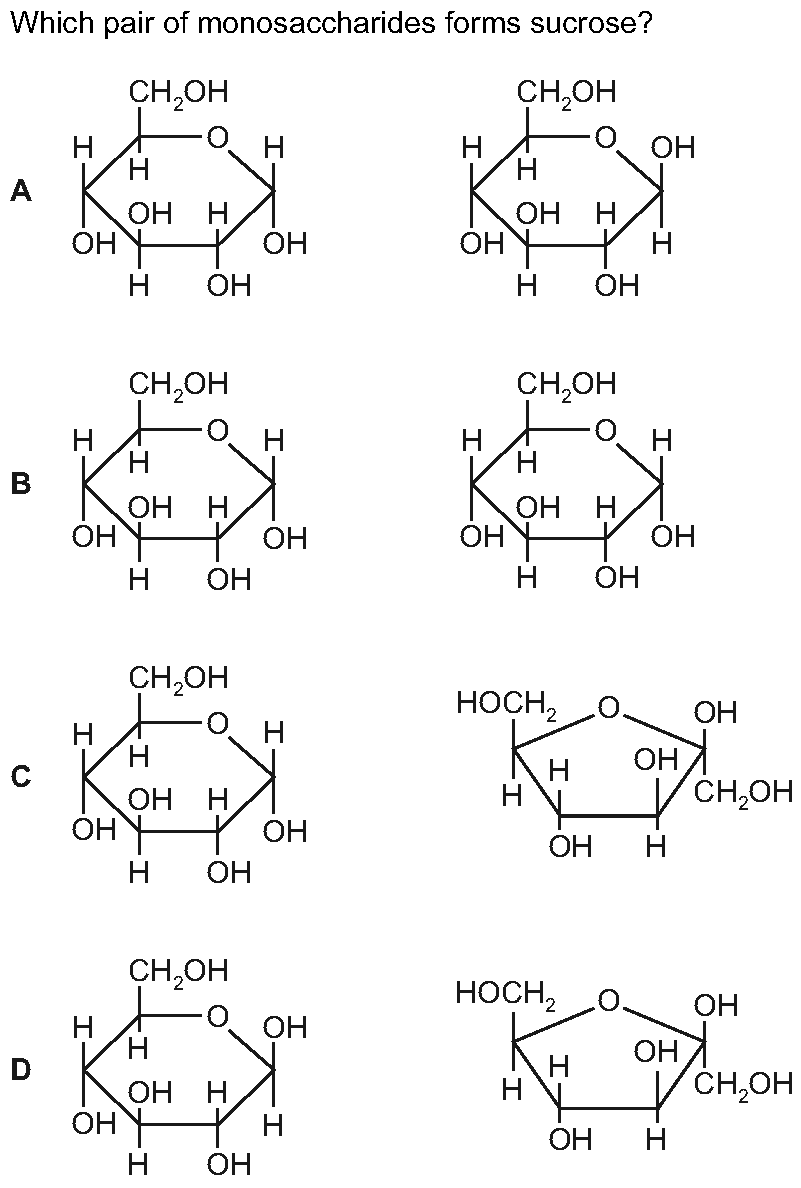 Which pair of monosaccharides forms sucrose?
CH2OH CH2OH
H O H H O OH
H H
A
OH H OH H
OH OH OH H
H OH H OH
CH2OH CH2OH
H O H H O H
H H
B
OH H OH H
OH OH OH OH
H OH H OH
CH2OH HOCH2 O OH
H O H
H H H OH
C CH2OH
OH H
OH OH OH H
H OH
CH2OH HOCH2 O OH
H O OH
H H H OH
D CH2OH
OH H
OH H OH H
H OH